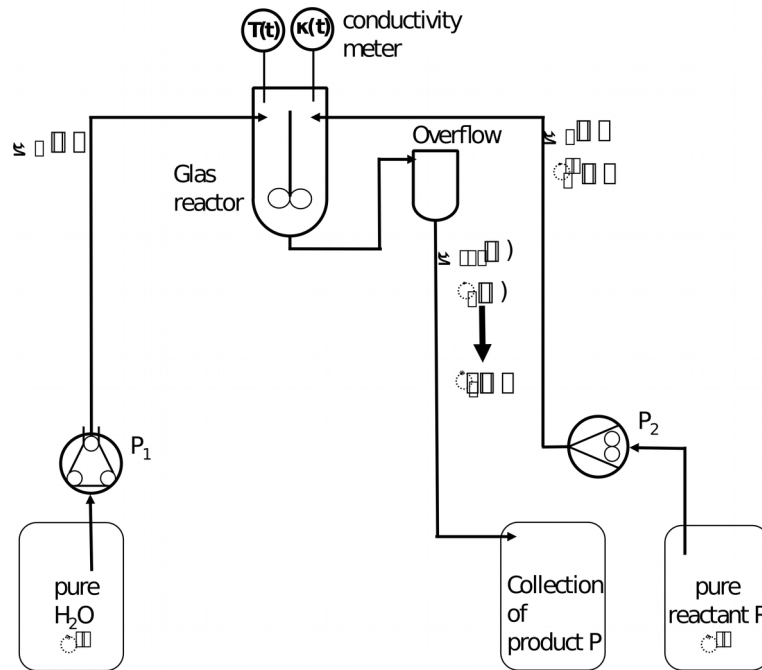 T(t)
κ(t)
conductivity
meter
Overflow
Glas
reactor
)
)
P1
P2
pure
H2O
Collection
of
product P
pure
reactant P